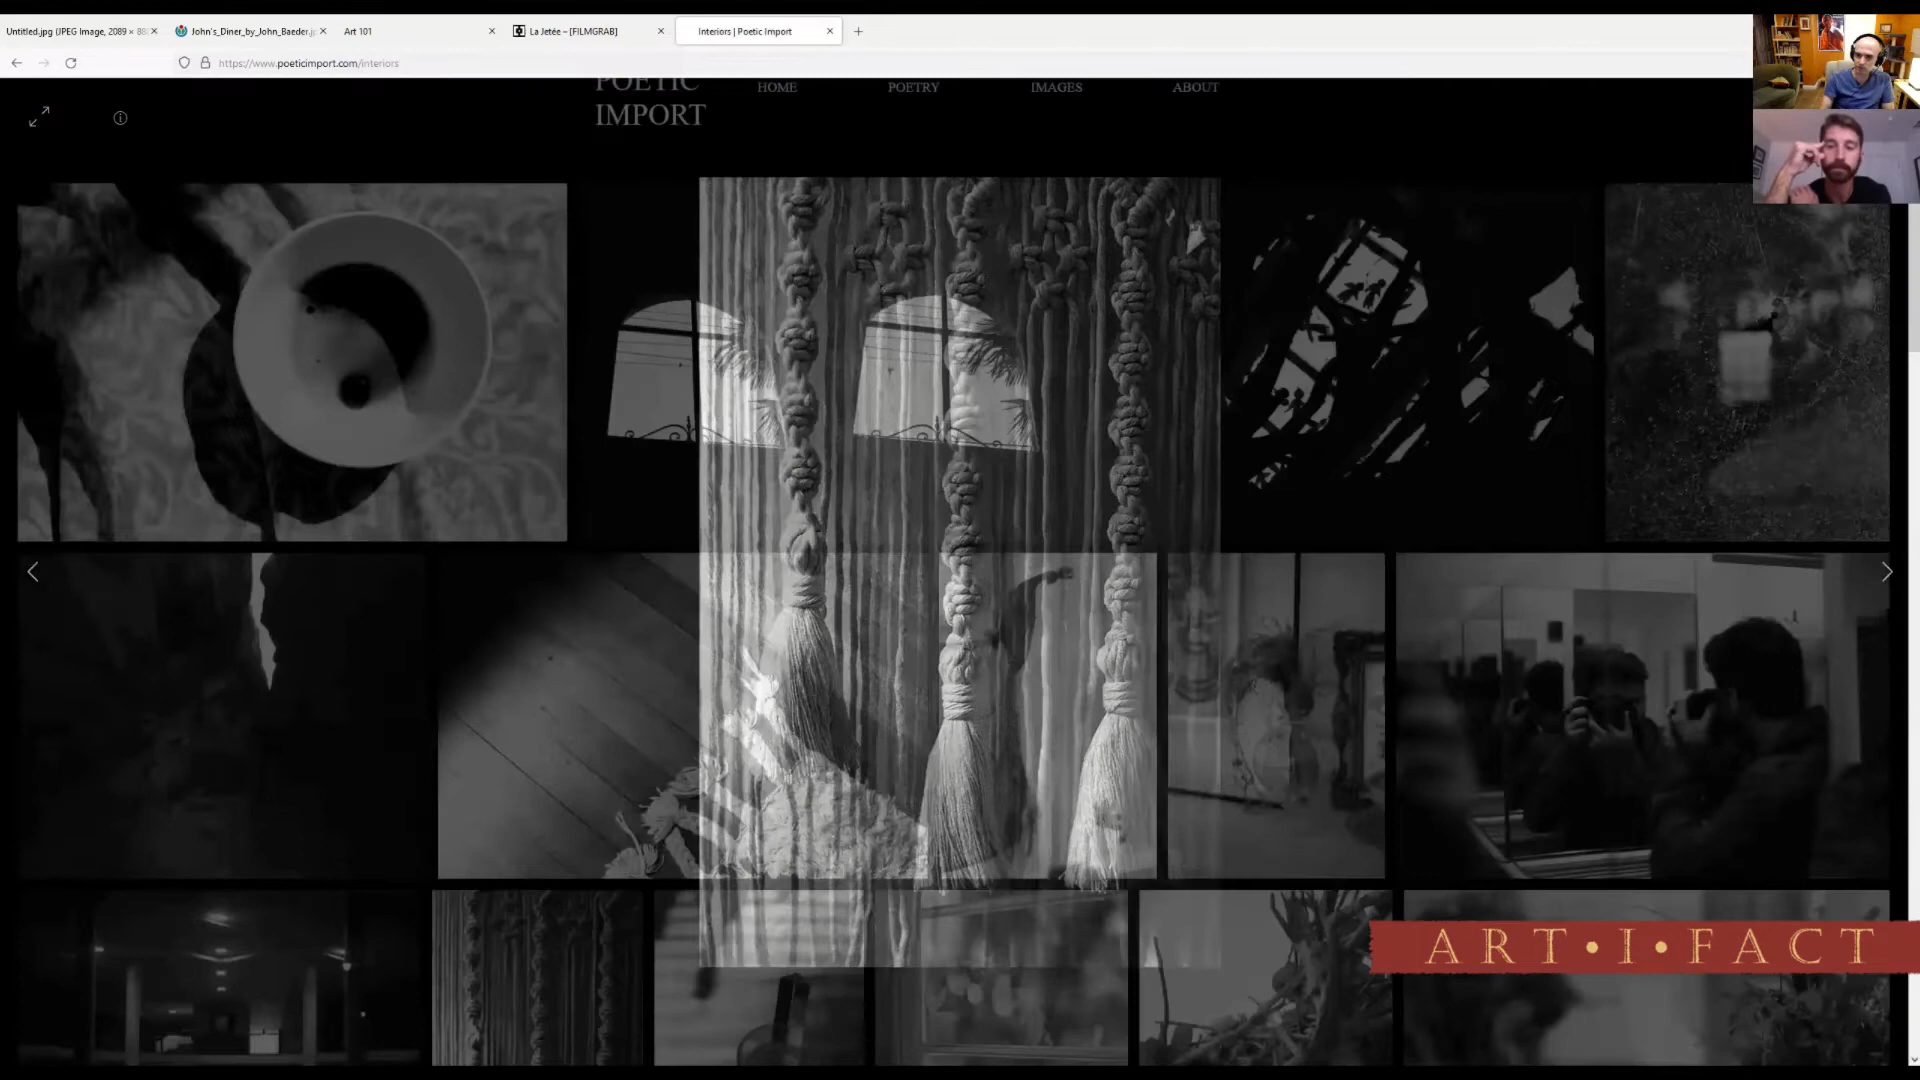 Untitled.jpg (JPEG Image, 2089 × 88
John's_Diner_by_John_Baeder.j
Art 101
La Jetée – [FILMGRAB]
Interiors | Poetic Import
https://www.poeticimport.com/interiors
POETIC
IMPORT
HOME
POETRY
IMAGES
ABOUT
ART•I•FACT